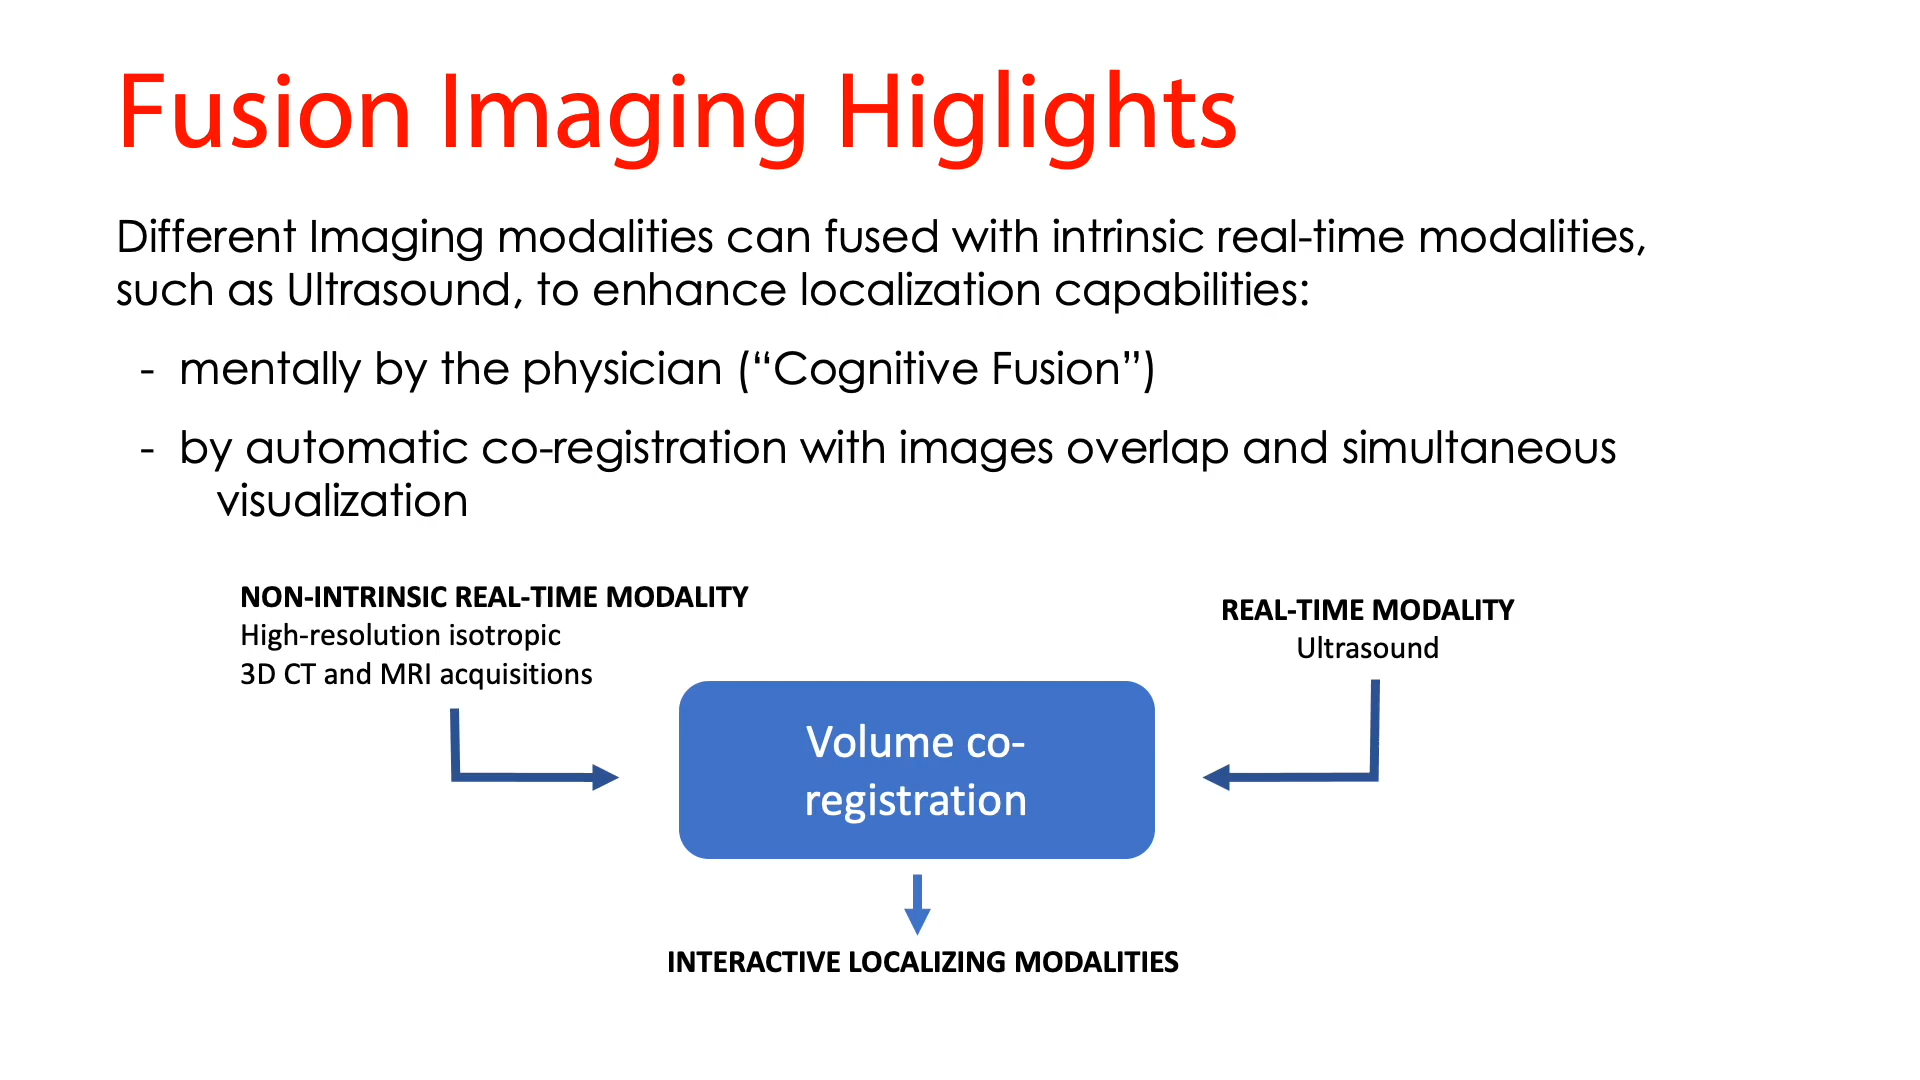 Fusion Imaging Higlights
Different Imaging modalities can fused with intrinsic real-time modalities,
such as Ultrasound, to enhance localization capabilities:
- mentally by the physician (“Cognitive Fusion”)
- by automatic co-registration with images overlap and simultaneous
visualization
NON-INTRINSIC REAL-TIME MODALITY
High-resolution isotropic
3D CT and MRI acquisitions
REAL-TIME MODALITY
Ultrasound
Volume co-
registration
INTERACTIVE LOCALIZING MODALITIES